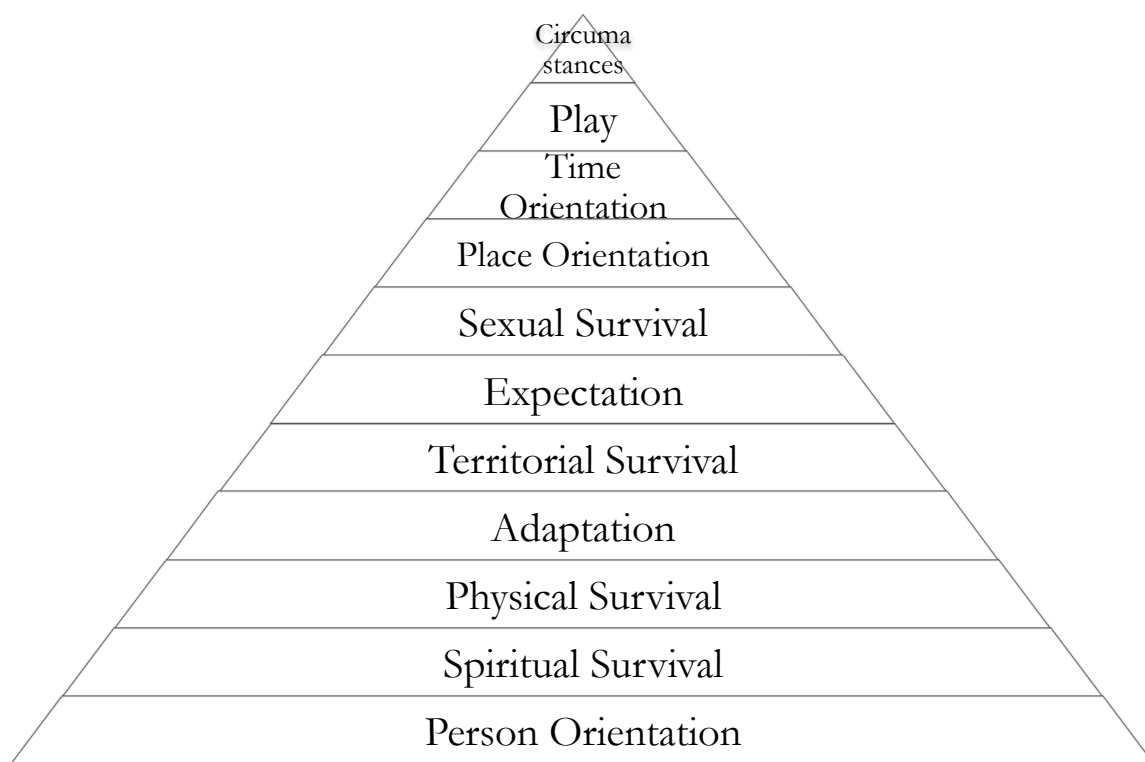 Circuma
stances
Play
Time
Orientation
Place Orientation
Sexual Survival
Expectation
Territorial Survival
Adaptation
Physical Survival
Spiritual Survival
Person Orientation